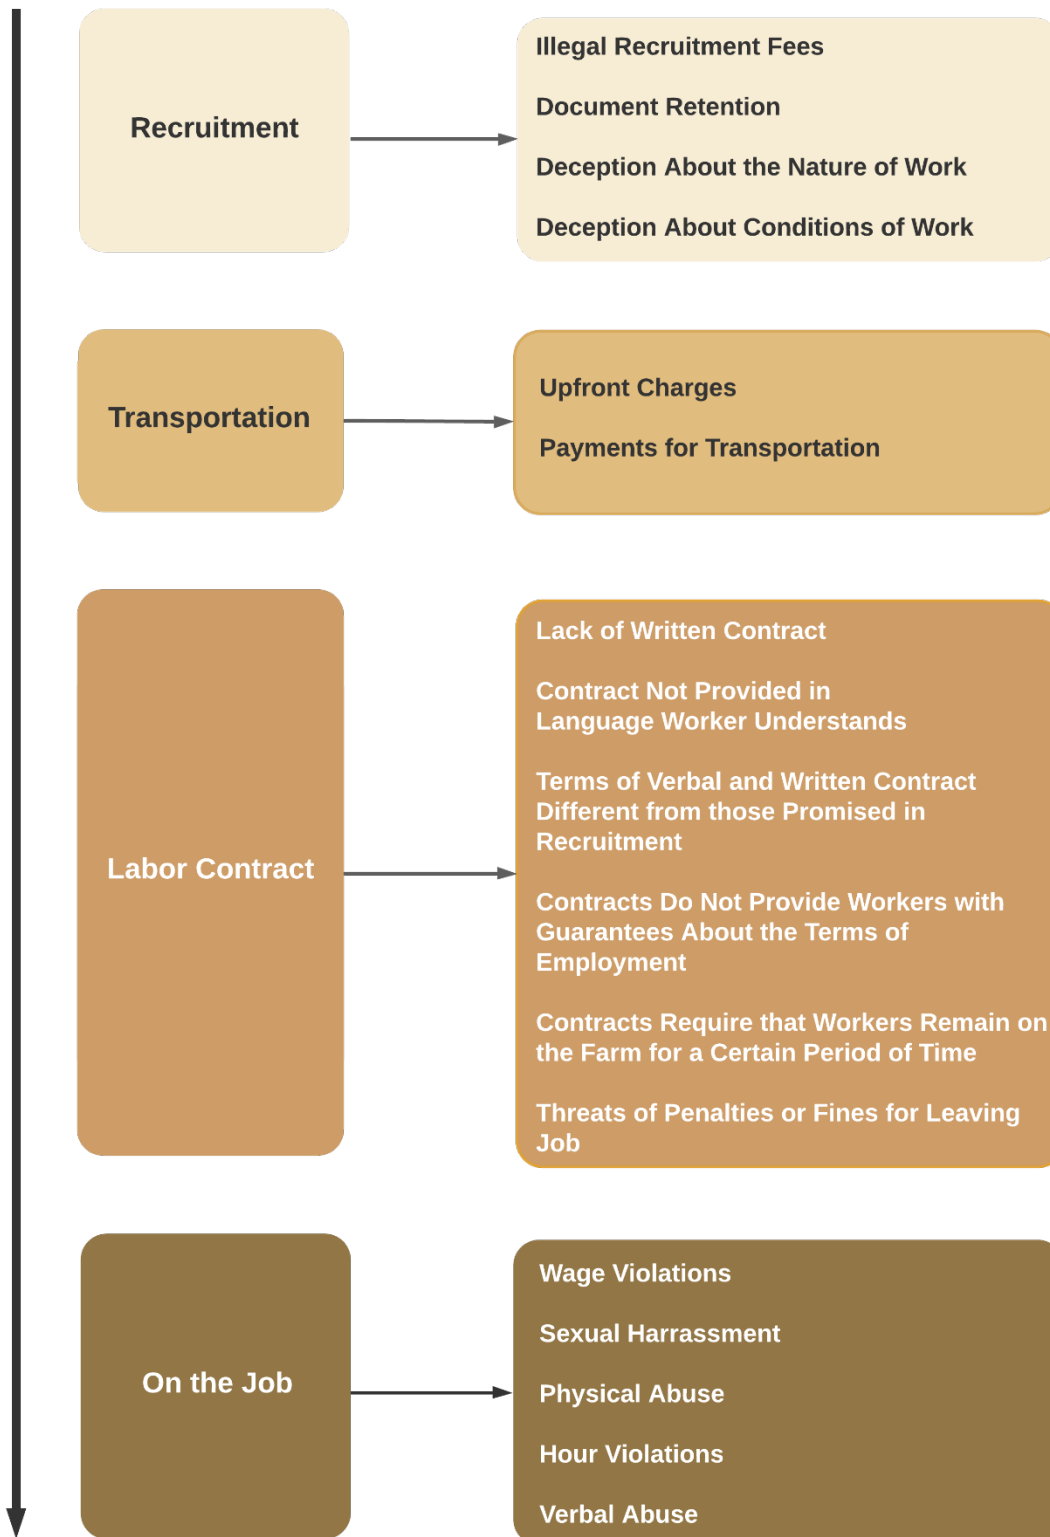 Recruitment
Illegal Recruitment Fees
Document Retention
Deception About the Nature of Work
Deception About Conditions of Work
Transportation
Upfront Charges
Payments for Transportation
Labor Contract
Lack of Written Contract
Contract Not Provided in
Language Worker Understands
Terms of Verbal and Written Contract
Different from those Promised in
Recruitment
Contracts Do Not Provide Workers with
Guarantees About the Terms of
Employment
Contracts Require that Workers Remain on
the Farm for a Certain Period of Time
Threats of Penalties or Fines for Leaving
Job
On the Job
Wage Violations
Sexual Harrassment
Physical Abuse
Hour Violations
Verbal Abuse